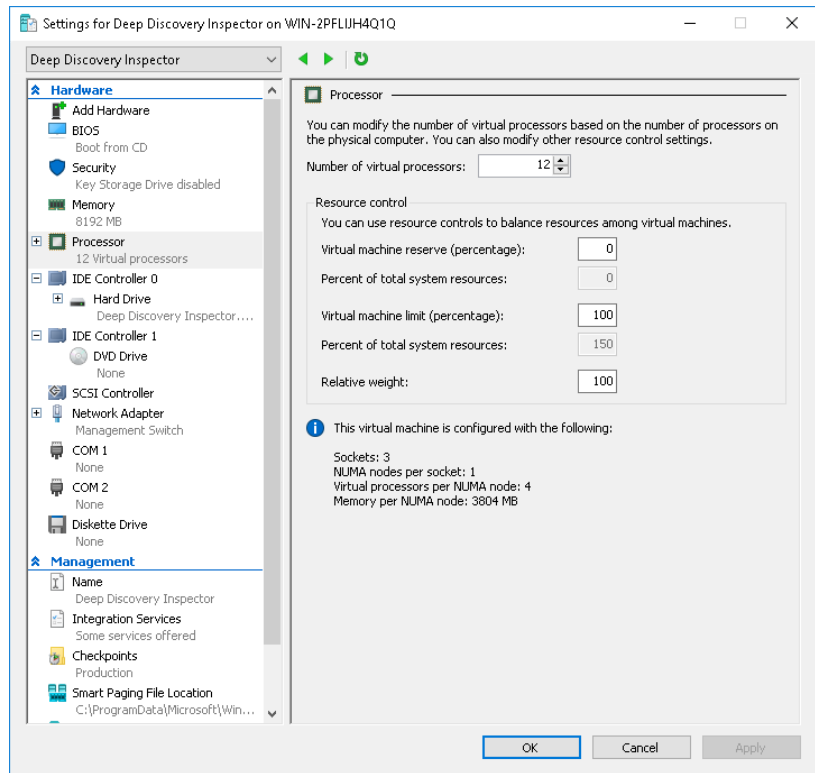 Settings for Deep Discovery Inspector on WIN-2PFLIJH4Q1Q
Deep Discovery Inspector
Hardware
Add Hardware
BIOS
Boot from CD
Security
Key Storage Drive disabled
Memory
8192 MB
Processor
12 Virtual processors
IDE Controller 0
Hard Drive
Deep Discovery Inspector....
IDE Controller 1
DVD Drive
None
SCSI Controller
Network Adapter
Management Switch
COM 1
None
COM 2
None
Diskette Drive
None
Management
Name
Deep Discovery Inspector
Integration Services
Some services offered
Checkpoints
Production
Smart Paging File Location
C:\ProgramData\Microsoft\Win...
Processor
You can modify the number of virtual processors based on the number of processors on
the physical computer. You can also modify other resource control settings.
Number of virtual processors: 12
Resource control
You can use resource controls to balance resources among virtual machines.
Virtual machine reserve (percentage): 0
Percent of total system resources: 0
Virtual machine limit (percentage): 100
Percent of total system resources: 150
Relative weight: 100
This virtual machine is configured with the following:
Sockets: 3
NUMA nodes per socket: 1
Virtual processors per NUMA node: 4
Memory per NUMA node: 3804 MB
OK
Cancel
Apply